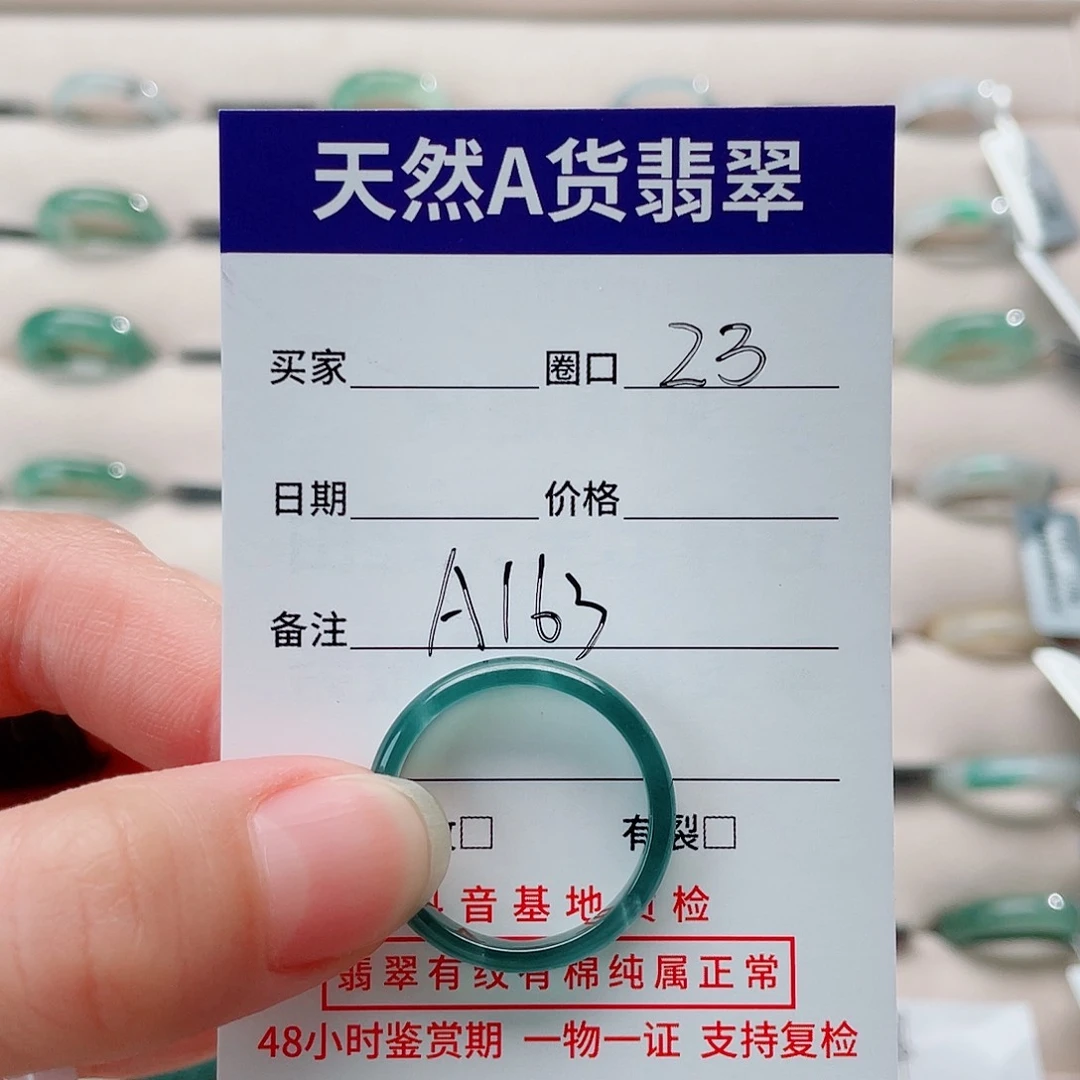 天然A货翡翠
买家 圈口 23
日期 价格
备注 A163
□ 有裂□
音基地 检
翡翠有纹有棉纯属正常
48小时鉴赏期 一物一证 支持复检